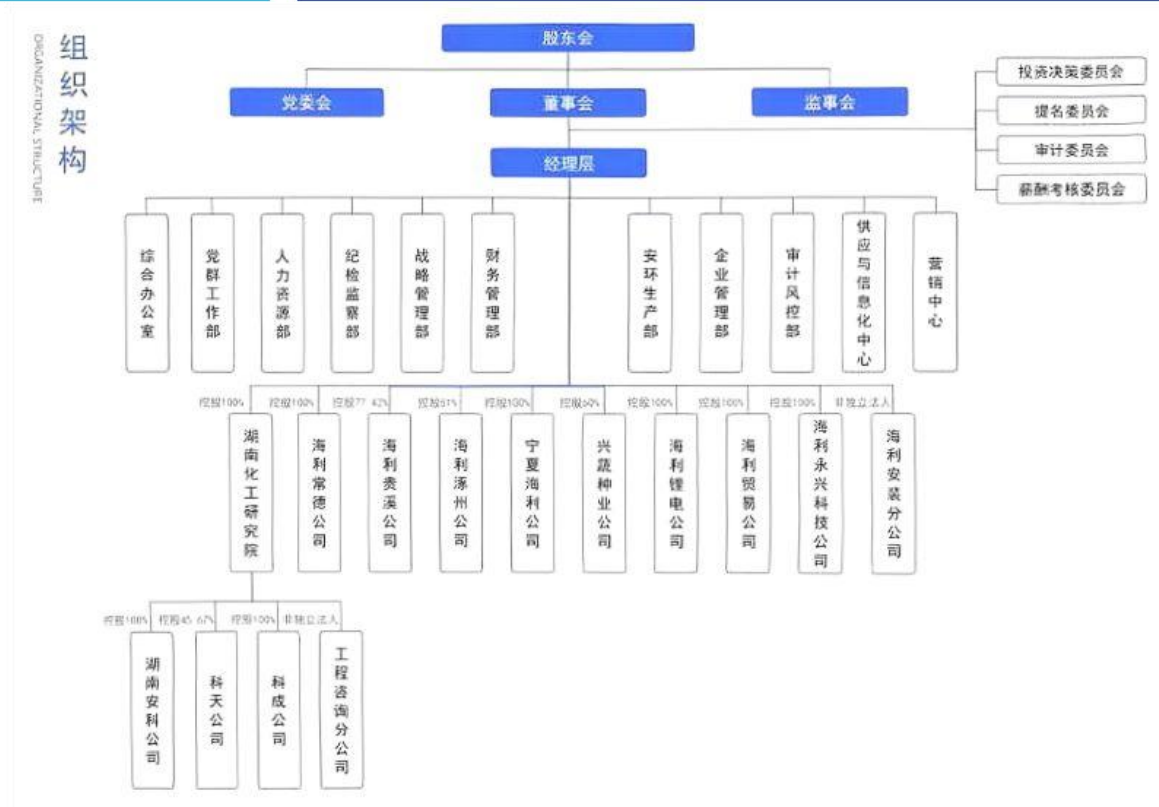 组织架构
ORGANIZATIONAL STRUCTURE
股东会
党委会
董事会
监事会
投资决策委员会
提名委员会
审计委员会
薪酬考核委员会
经理层
综合办公室
党群工作部
人力资源部
纪检监察部
战略管理部
财务管理部
安环生产部
企业管理部
审计风控部
供应与信息化中心
营销中心
控股100%
控股100%
控股77.42%
控股51%
控股100%
控股60%
控股100%
控股100%
控股100%
非独立法人
湖南化工研究院
海利常德公司
海利贵溪公司
海利涿州公司
宁夏海利公司
兴蔬种业公司
海利锂电公司
海利贸易公司
海利永兴科技公司
海利安装分公司
控股100%
控股45.67%
控股100%
非独立法人
湖南安科公司
科天公司
科成公司
工程咨询分公司